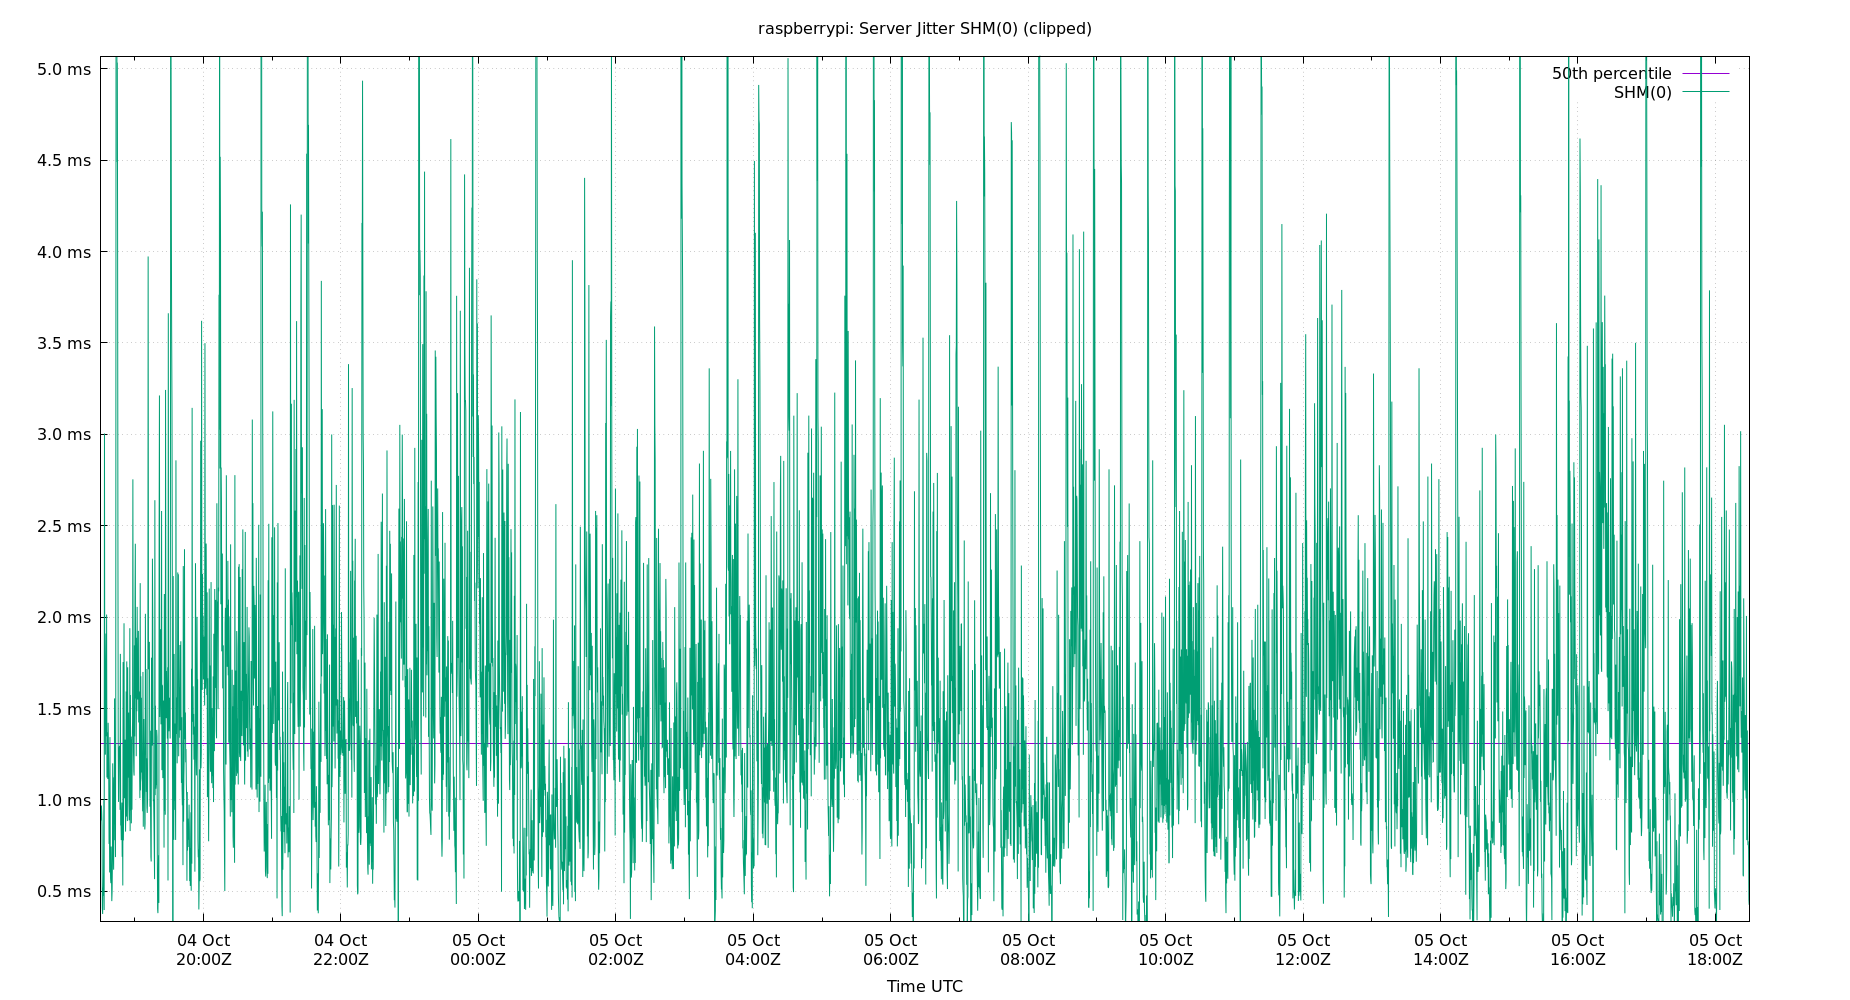 raspberrypi: Server Jitter SHM(0) (clipped)
50th percentile
SHM(0)
5.0 ms
4.5 ms
4.0 ms
3.5 ms
3.0 ms
2.5 ms
2.0 ms
1.5 ms
1.0 ms
0.5 ms
04 Oct 04 Oct 05 Oct 05 Oct 05 Oct 05 Oct 05 Oct 05 Oct 05 Oct 05 Oct 05 Oct 05 Oct
20:00Z 22:00Z 00:00Z 02:00Z 04:00Z 06:00Z 08:00Z 10:00Z 12:00Z 14:00Z 16:00Z 18:00Z
Time UTC